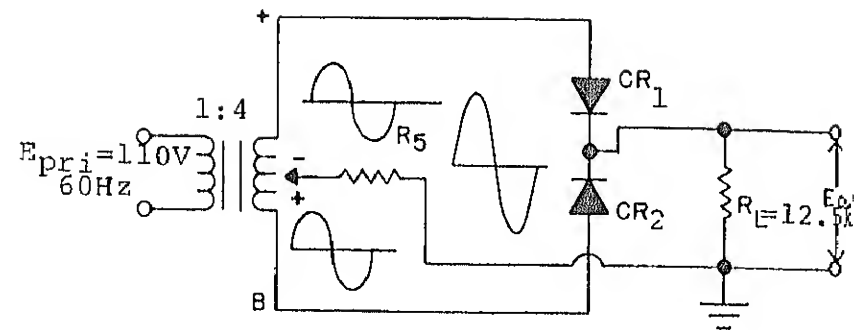 +
CR1
1:4
R5
Epri=110V
60Hz
-
+
CR2
RL=12.5k
B